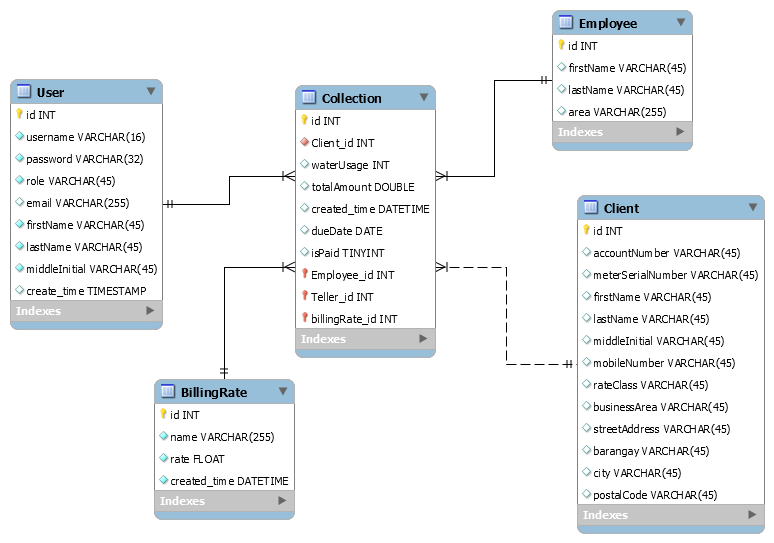 Employee
id INT
firstName VARCHAR(45)
lastName VARCHAR(45)
area VARCHAR(255)
Indexes
User
id INT
username VARCHAR(16)
password VARCHAR(32)
role VARCHAR(45)
email VARCHAR(255)
firstName VARCHAR(45)
lastName VARCHAR(45)
middleInitial VARCHAR(45)
create_time TIMESTAMP
Indexes
Collection
id INT
Client_id INT
waterUsage INT
totalAmount DOUBLE
created_time DATETIME
dueDate DATE
isPaid TINYINT
Employee_id INT
Teller_id INT
billingRate_id INT
Indexes
Client
id INT
accountNumber VARCHAR(45)
meterSerialNumber VARCHAR(45)
firstName VARCHAR(45)
lastName VARCHAR(45)
middleInitial VARCHAR(45)
mobileNumber VARCHAR(45)
rateClass VARCHAR(45)
businessArea VARCHAR(45)
streetAddress VARCHAR(45)
barangay VARCHAR(45)
city VARCHAR(45)
postalCode VARCHAR(45)
Indexes
BillingRate
id INT
name VARCHAR(255)
rate FLOAT
created_time DATETIME
Indexes